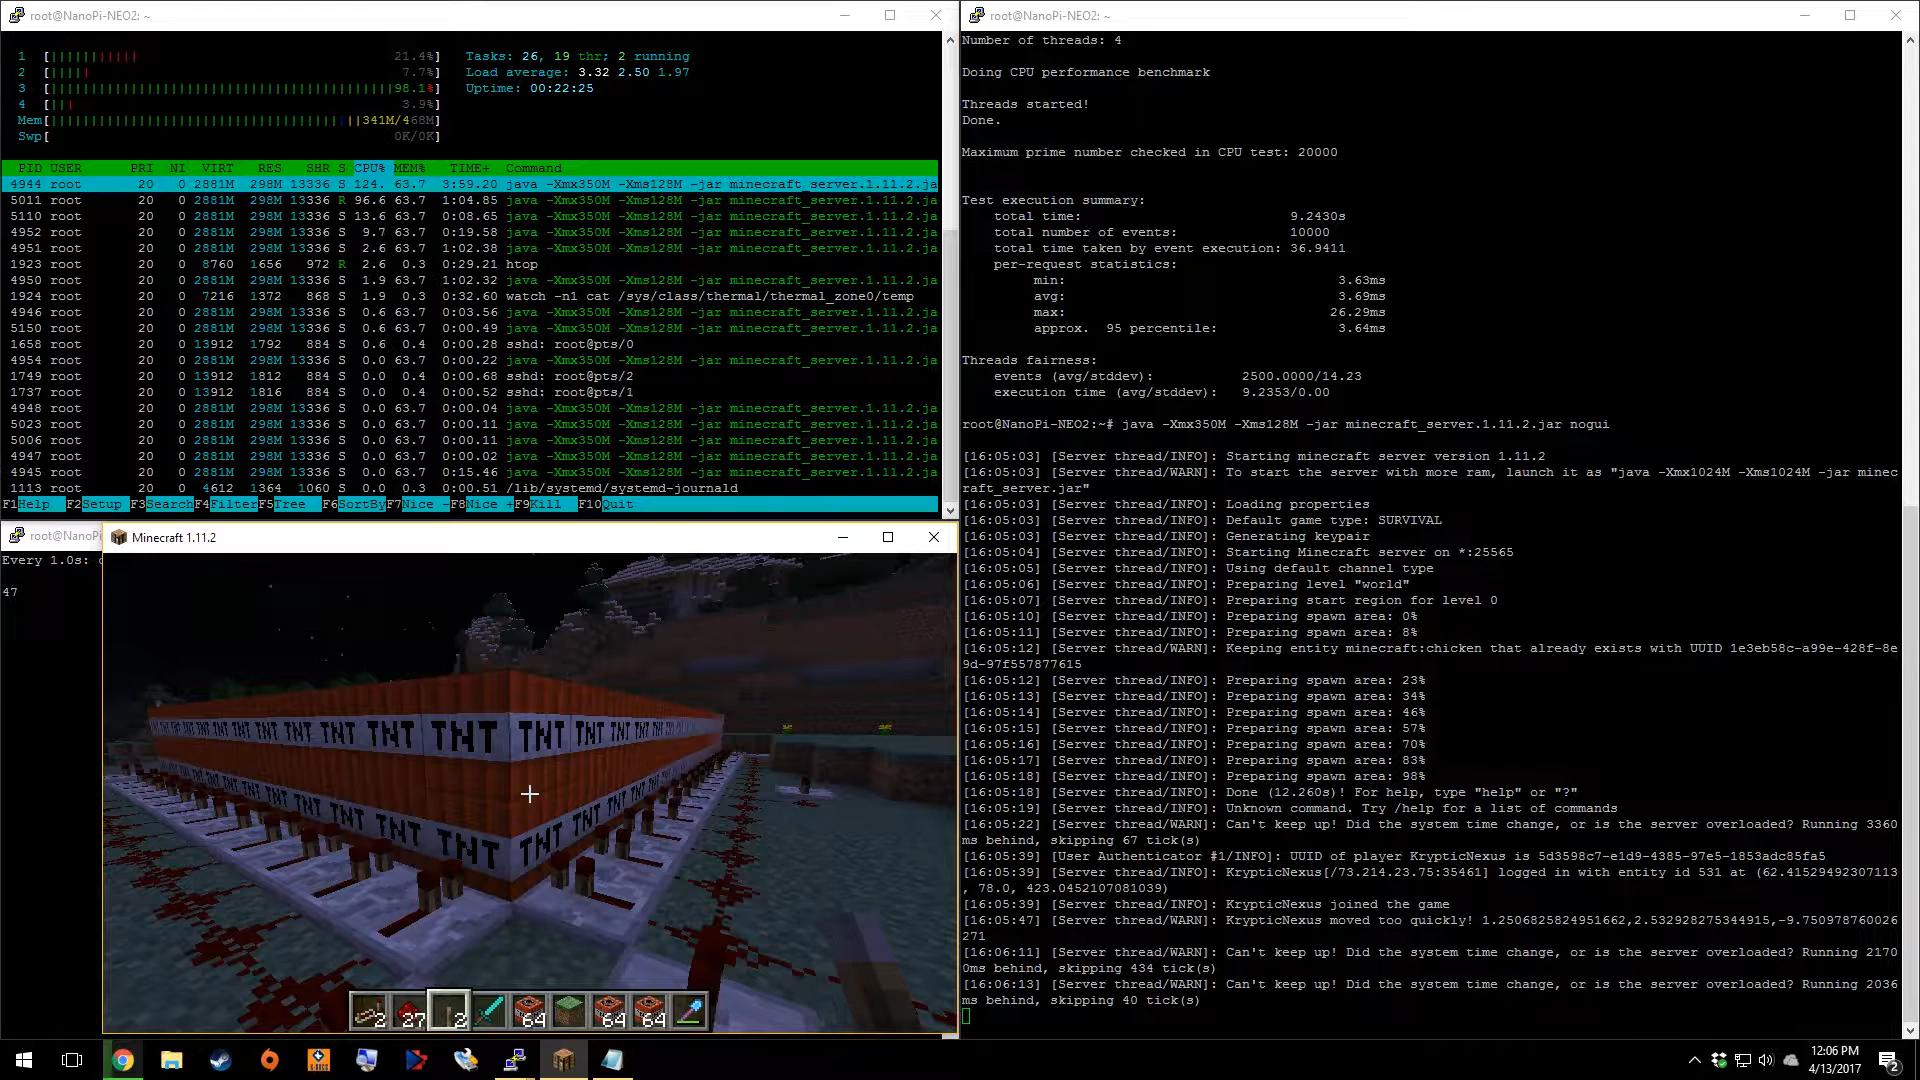 root@NanoPi-NEO2: ~
1 [|||||||||||| 21.4%] Tasks: 26, 19 thr; 2 running
2 [||||| 7.7%] Load average: 3.32 2.50 1.97
3 [||||||||||||||||||||||||||||||||||||||||||||98.1%] Uptime: 00:22:25
4 [||| 3.9%]
Mem[||||||||||||||||||||||||||||||||||||||||341M/468M]
Swp[ 0K/0K]
PID USER PRI NI VIRT RES SHR S CPU% MEM% TIME+ Command
4944 root 20 0 2881M 298M 13336 S 124. 63.7 3:59.20 java -Xmx350M -Xms128M -jar minecraft_server.1.11.2.ja
5011 root 20 0 2881M 298M 13336 R 96.6 63.7 1:04.85 java -Xmx350M -Xms128M -jar minecraft_server.1.11.2.ja
5110 root 20 0 2881M 298M 13336 S 13.6 63.7 0:08.65 java -Xmx350M -Xms128M -jar minecraft_server.1.11.2.ja
4952 root 20 0 2881M 298M 13336 S 9.7 63.7 0:19.58 java -Xmx350M -Xms128M -jar minecraft_server.1.11.2.ja
4951 root 20 0 2881M 298M 13336 S 2.6 63.7 1:02.38 java -Xmx350M -Xms128M -jar minecraft_server.1.11.2.ja
1923 root 20 0 8760 1656 972 R 2.6 0.3 0:29.21 htop
4950 root 20 0 2881M 298M 13336 S 1.9 63.7 1:02.32 java -Xmx350M -Xms128M -jar minecraft_server.1.11.2.ja
1924 root 20 0 7216 1372 868 S 1.9 0.3 0:32.60 watch -n1 cat /sys/class/thermal/thermal_zone0/temp
4946 root 20 0 2881M 298M 13336 S 0.6 63.7 0:03.56 java -Xmx350M -Xms128M -jar minecraft_server.1.11.2.ja
5150 root 20 0 2881M 298M 13336 S 0.6 63.7 0:00.49 java -Xmx350M -Xms128M -jar minecraft_server.1.11.2.ja
1658 root 20 0 13912 1792 884 S 0.6 0.4 0:00.28 sshd: root@pts/0
4954 root 20 0 2881M 298M 13336 S 0.0 63.7 0:00.22 java -Xmx350M -Xms128M -jar minecraft_server.1.11.2.ja
1749 root 20 0 13912 1812 884 S 0.0 0.4 0:00.68 sshd: root@pts/2
1737 root 20 0 13912 1816 884 S 0.0 0.4 0:00.52 sshd: root@pts/1
4948 root 20 0 2881M 298M 13336 S 0.0 63.7 0:00.04 java -Xmx350M -Xms128M -jar minecraft_server.1.11.2.ja
5023 root 20 0 2881M 298M 13336 S 0.0 63.7 0:00.11 java -Xmx350M -Xms128M -jar minecraft_server.1.11.2.ja
5006 root 20 0 2881M 298M 13336 S 0.0 63.7 0:00.11 java -Xmx350M -Xms128M -jar minecraft_server.1.11.2.ja
4947 root 20 0 2881M 298M 13336 S 0.0 63.7 0:00.02 java -Xmx350M -Xms128M -jar minecraft_server.1.11.2.ja
4945 root 20 0 2881M 298M 13336 S 0.0 63.7 0:15.46 java -Xmx350M -Xms128M -jar minecraft_server.1.11.2.ja
1113 root 20 0 4612 1364 1060 S 0.0 0.3 0:00.51 /lib/systemd/systemd-journald
F1Help F2Setup F3SearchF4FilterF5Tree F6SortByF7Nice -F8Nice +F9Kill F10Quit
root@NanoPi
Every 1.0s: c
47
Minecraft 1.11.2
TNT TNT TNT TNT TNT TNT TNT TNT TNT TNT
TNT TNT TNT TNT TNT TNT TNT TNT
2 27 2 64 64 64
root@NanoPi-NEO2: ~
Number of threads: 4
Doing CPU performance benchmark
Threads started!
Done.
Maximum prime number checked in CPU test: 20000
Test execution summary:
total time: 9.2430s
total number of events: 10000
total time taken by event execution: 36.9411
per-request statistics:
min: 3.63ms
avg: 3.69ms
max: 26.29ms
approx. 95 percentile: 3.64ms
Threads fairness:
events (avg/stddev): 2500.0000/14.23
execution time (avg/stddev): 9.2353/0.00
root@NanoPi-NEO2:~# java -Xmx350M -Xms128M -jar minecraft_server.1.11.2.jar nogui
[16:05:03] [Server thread/INFO]: Starting minecraft server version 1.11.2
[16:05:03] [Server thread/WARN]: To start the server with more ram, launch it as "java -Xmx1024M -Xms1024M -jar minec
raft_server.jar"
[16:05:03] [Server thread/INFO]: Loading properties
[16:05:03] [Server thread/INFO]: Default game type: SURVIVAL
[16:05:03] [Server thread/INFO]: Generating keypair
[16:05:04] [Server thread/INFO]: Starting Minecraft server on *:25565
[16:05:05] [Server thread/INFO]: Using default channel type
[16:05:06] [Server thread/INFO]: Preparing level "world"
[16:05:07] [Server thread/INFO]: Preparing start region for level 0
[16:05:10] [Server thread/INFO]: Preparing spawn area: 0%
[16:05:11] [Server thread/INFO]: Preparing spawn area: 8%
[16:05:12] [Server thread/WARN]: Keeping entity minecraft:chicken that already exists with UUID 1e3eb58c-a99e-428f-8e
9d-97f557877615
[16:05:12] [Server thread/INFO]: Preparing spawn area: 23%
[16:05:13] [Server thread/INFO]: Preparing spawn area: 34%
[16:05:14] [Server thread/INFO]: Preparing spawn area: 46%
[16:05:15] [Server thread/INFO]: Preparing spawn area: 57%
[16:05:16] [Server thread/INFO]: Preparing spawn area: 70%
[16:05:17] [Server thread/INFO]: Preparing spawn area: 83%
[16:05:18] [Server thread/INFO]: Preparing spawn area: 98%
[16:05:18] [Server thread/INFO]: Done (12.260s)! For help, type "help" or "?"
[16:05:19] [Server thread/INFO]: Unknown command. Try /help for a list of commands
[16:05:22] [Server thread/WARN]: Can't keep up! Did the system time change, or is the server overloaded? Running 3360
ms behind, skipping 67 tick(s)
[16:05:39] [User Authenticator #1/INFO]: UUID of player KrypticNexus is 5d3598c7-e1d9-4385-97e5-1853adc85fa5
[16:05:39] [Server thread/INFO]: KrypticNexus[/73.214.23.75:35461] logged in with entity id 531 at (62.41529492307113
, 78.0, 423.0452107081039)
[16:05:39] [Server thread/INFO]: KrypticNexus joined the game
[16:05:47] [Server thread/WARN]: KrypticNexus moved too quickly! 1.2506825824951662,2.532928275344915,-9.750978760026
271
[16:06:11] [Server thread/WARN]: Can't keep up! Did the system time change, or is the server overloaded? Running 2170
0ms behind, skipping 434 tick(s)
[16:06:13] [Server thread/WARN]: Can't keep up! Did the system time change, or is the server overloaded? Running 2036
ms behind, skipping 40 tick(s)
12:06 PM
4/13/2017
2